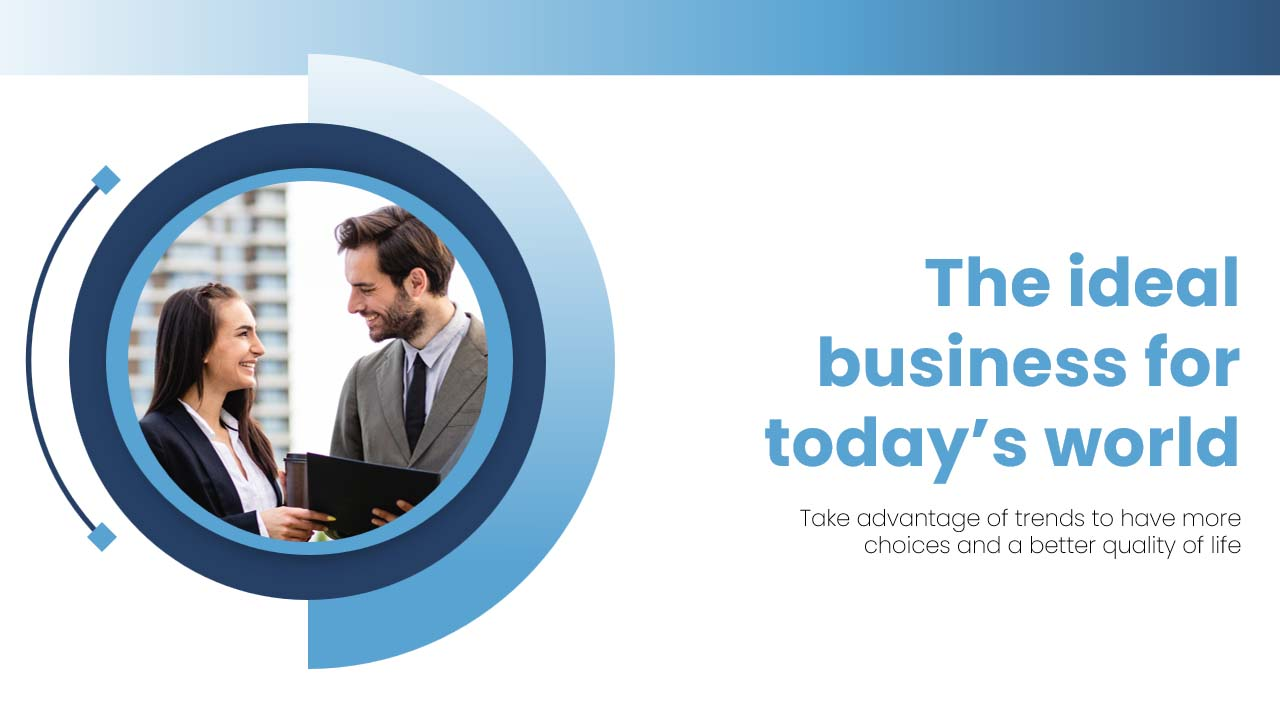 The ideal
business for
today’s world
Take advantage of trends to have more
choices and a better quality of life